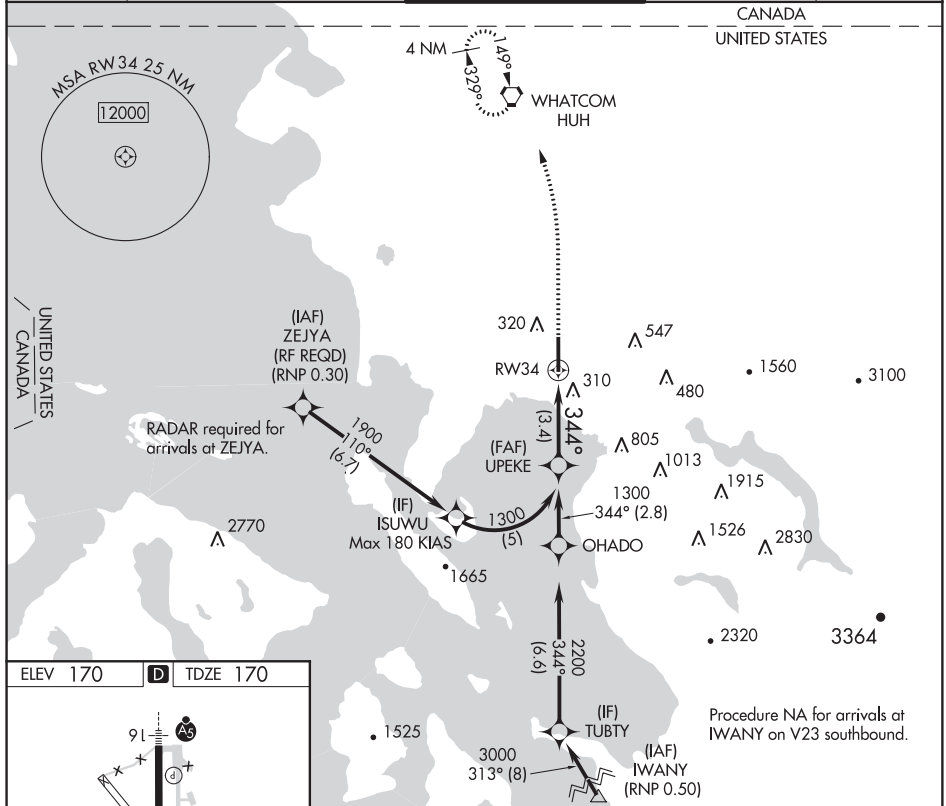 CANADA
UNITED STATES
4 NM
149°
329°
WHATCOM
HUH
MSA RW34 25 NM
12000
UNITED STATES
CANADA
(IAF)
ZEJYA
(RF REQD)
(RNP 0.30)
RADAR required for
arrivals at ZEJYA.
1900
110°
(6.7)
320
547
RW34
310
480
1560
3100
344°
(3.4)
(FAF)
UPEKE
805
1013
1915
1300
344° (2.8)
1526
2830
(IF)
ISUWU
Max 180 KIAS
1300
(5)
OHADO
2770
1665
2320
3364
2200
344°
(6.6)
ELEV 170
D
TDZE 170
16
A5
P
1525
(IF)
TUBTY
3000
313° (8)
(IAF)
IWANY
(RNP 0.50)
Procedure NA for arrivals at
IWANY on V23 southbound.